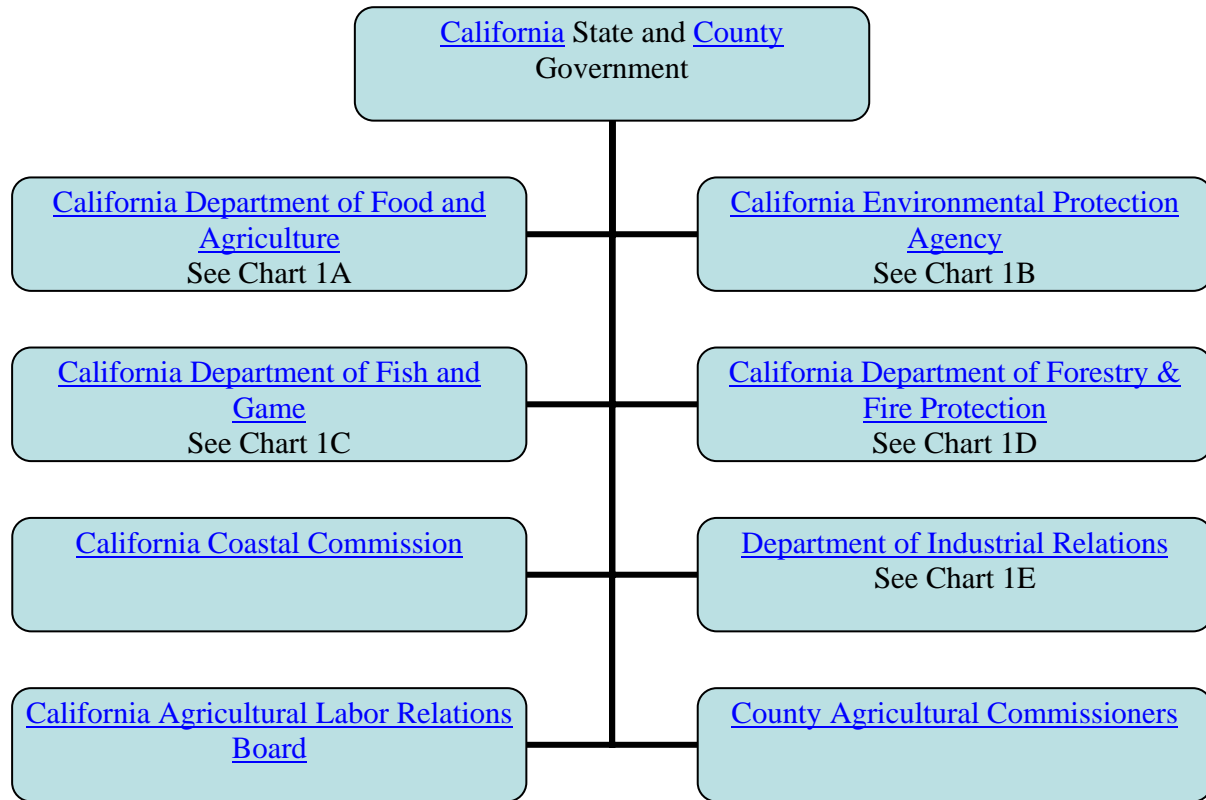 California State and County
Government
California Department of Food and
Agriculture
See Chart 1A
California Environmental Protection
Agency
See Chart 1B
California Department of Fish and
Game
See Chart 1C
California Department of Forestry &
Fire Protection
See Chart 1D
California Coastal Commission
Department of Industrial Relations
See Chart 1E
California Agricultural Labor Relations
Board
County Agricultural Commissioners